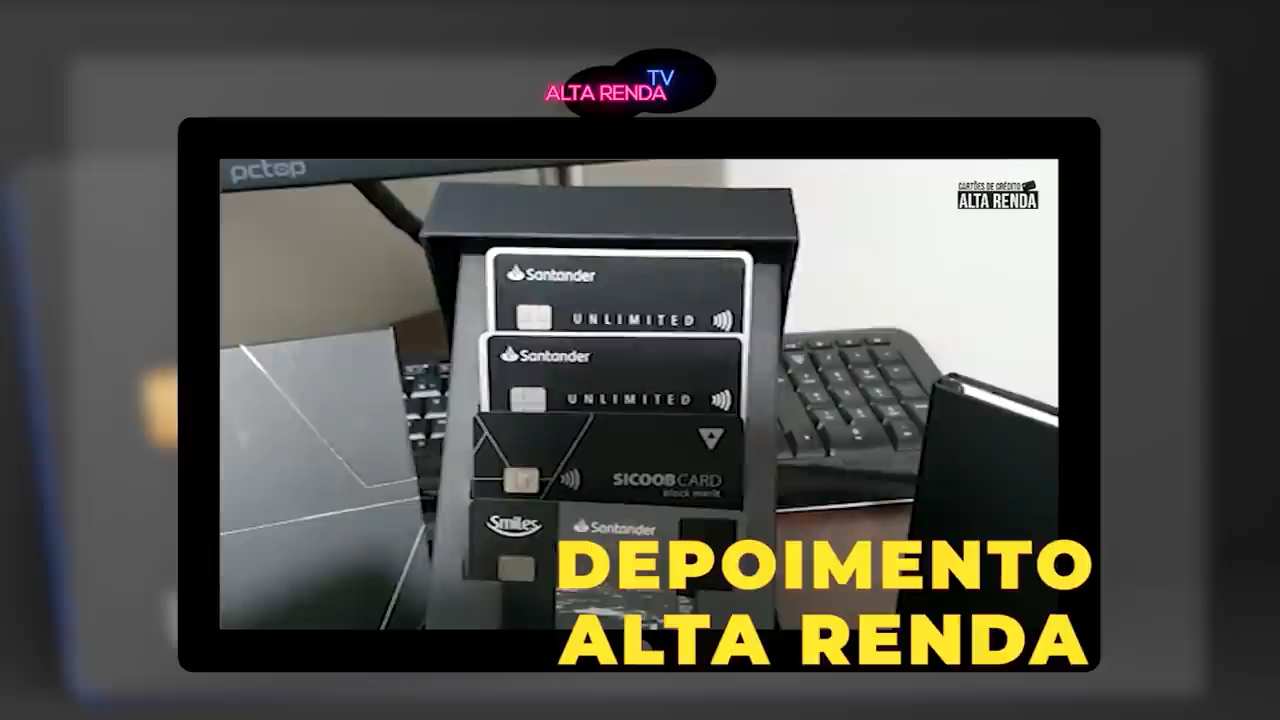 TV
ALTA RENDA
pctop
CARTÕES DE CRÉDITO
ALTA RENDA
Santander
UNLIMITED
Santander
UNLIMITED
SICOOBCARD
black merit
Smiles
Santander
DEPOIMENTO
ALTA RENDA